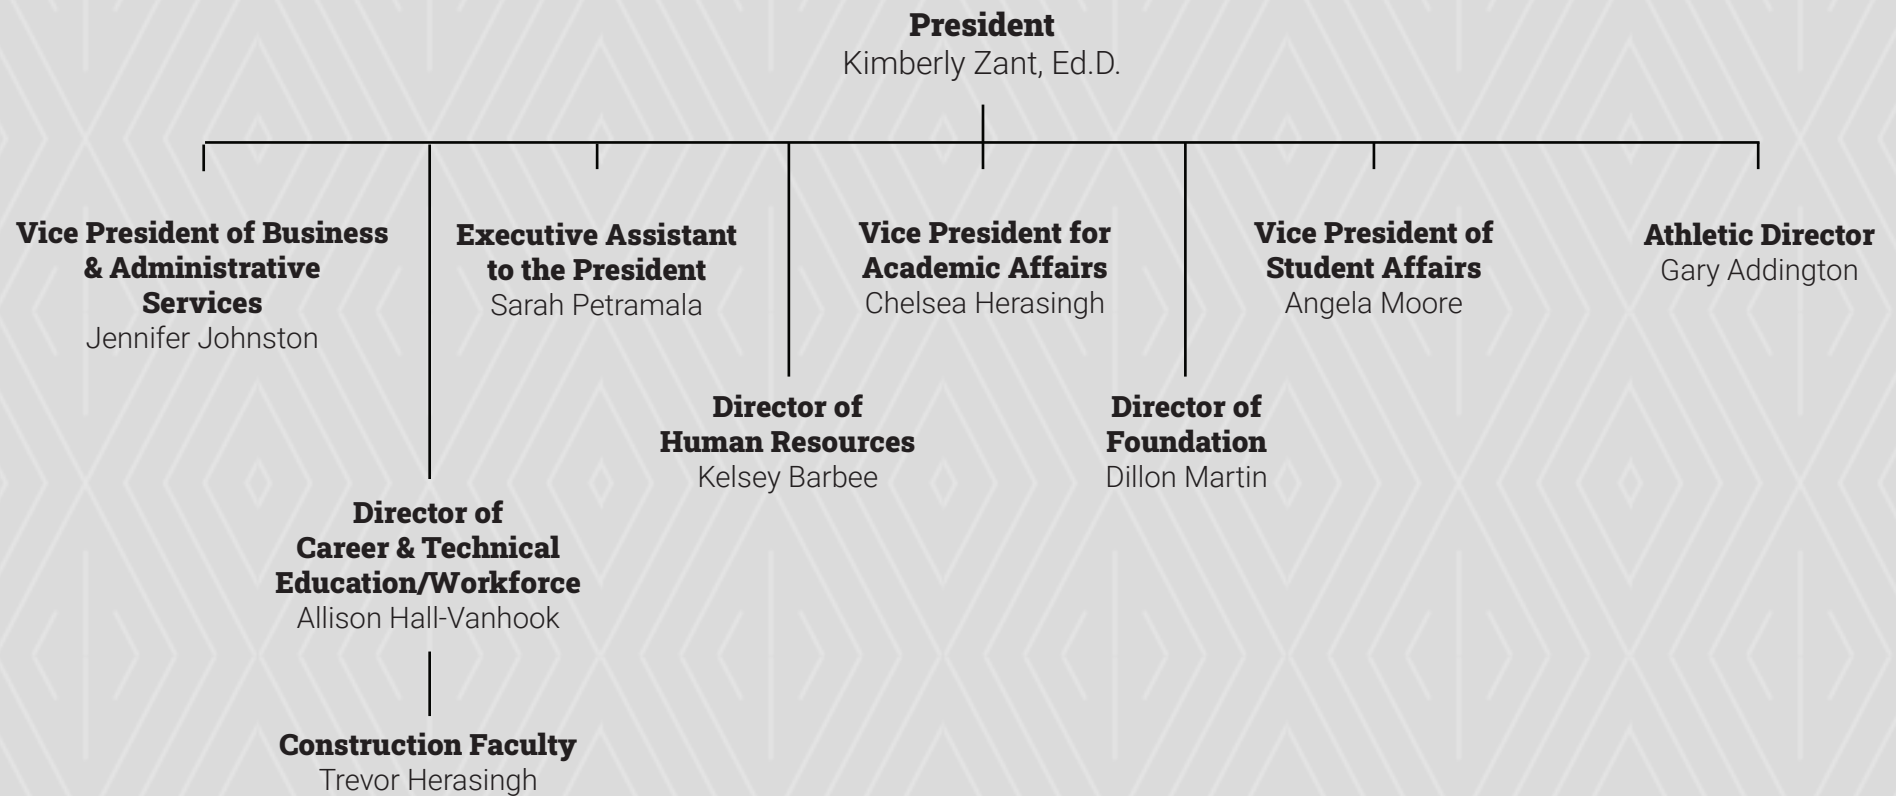 President
Kimberly Zant, Ed.D.
Vice President of Business
& Administrative
Services
Jennifer Johnston
Executive Assistant
to the President
Sarah Petramala
Vice President for
Academic Affairs
Chelsea Herasingh
Vice President of
Student Affairs
Angela Moore
Athletic Director
Gary Addington
Director of
Human Resources
Kelsey Barbee
Director of
Foundation
Dillon Martin
Director of
Career & Technical
Education/Workforce
Allison Hall-Vanhook
Construction Faculty
Trevor Herasingh